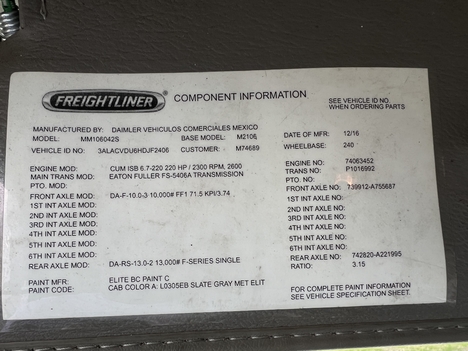 FREIGHTLINER
COMPONENT INFORMATION
SEE VEHICLE ID NO.
WHEN ORDERING PARTS
MANUFACTURED BY: DAIMLER VEHICULOS COMERCIALES MEXICO
DATE OF MFR: 12/16
MODEL: MM106042S BASE MODEL: M2106
WHEELBASE: 240
VEHICLE ID NO: 3ALACVDU6HDJF2406 CUSTOMER: M74689
ENGINE MOD: CUM ISB 6.7-220 220 HP / 2300 RPM, 2600 ENGINE NO: 74063452
MAIN TRANS MOD: EATON FULLER FS-5406A TRANSMISSION TRANS NO: P1016992
PTO. MOD: PTO. NO:
FRONT AXLE MOD: DA-F-10.0-3 10,000# FF1 71.5 KPI/3.74 FRONT AXLE NO: 739912-A755687
1ST INT AXLE MOD: 1ST INT AXLE NO:
2ND INT AXLE MOD: 2ND INT AXLE NO:
3RD INT AXLE MOD: 3RD INT AXLE NO:
4TH INT AXLE MOD: 4TH INT AXLE NO:
5TH INT AXLE MOD: 5TH INT AXLE NO:
6TH INT AXLE MOD: 6TH INT AXLE NO:
REAR AXLE MOD: DA-RS-13.0-2 13,000# F-SERIES SINGLE REAR AXLE NO: 742820-A221995
RATIO: 3.15
PAINT MFR: ELITE BC PAINT C
PAINT CODE: CAB COLOR A: L0305EB SLATE GRAY MET ELIT
FOR COMPLETE PAINT INFORMATION
SEE VEHICLE SPECIFICATION SHEET.